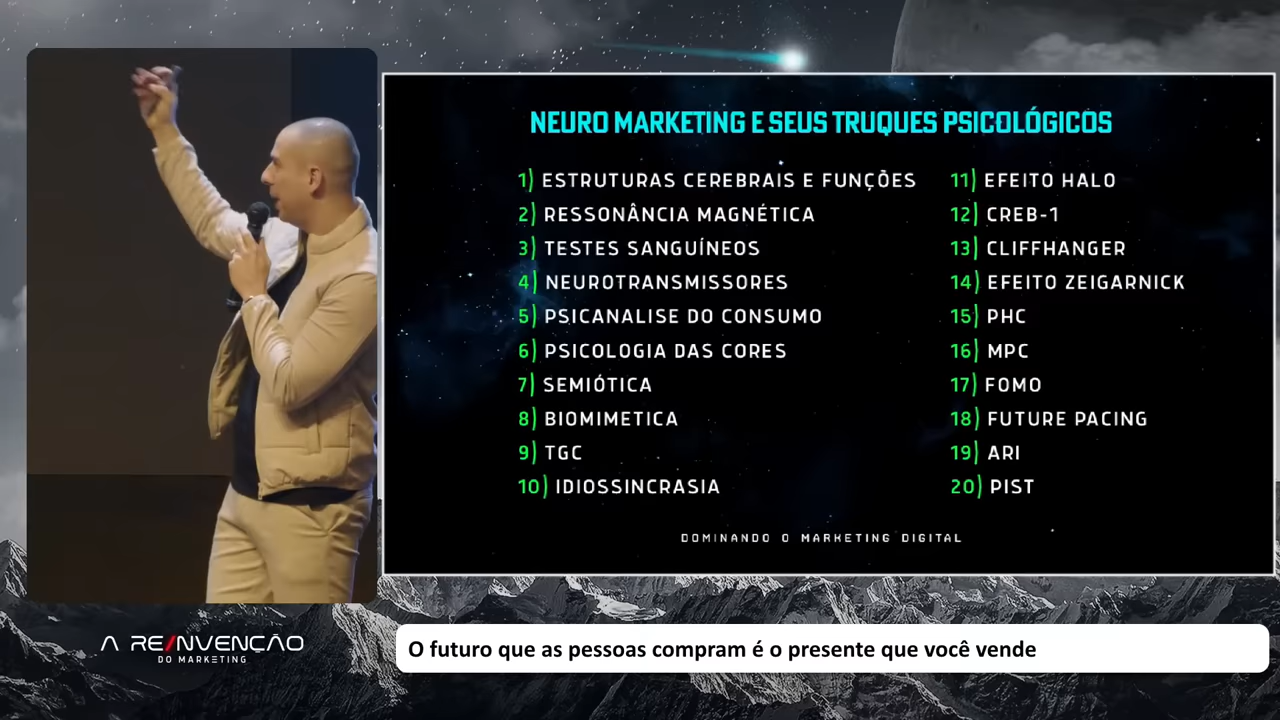 NEURO MARKETING E SEUS TRUQUES PSICOLÓGICOS
1) ESTRUTURAS CEREBRAIS E FUNÇÕES
2) RESSONÂNCIA MAGNÉTICA
3) TESTES SANGUÍNEOS
4) NEUROTRANSMISSORES
5) PSICANALISE DO CONSUMO
6) PSICOLOGIA DAS CORES
7) SEMIÓTICA
8) BIOMIMETICA
9) TGC
10) IDIOSSINCRASIA
11) EFEITO HALO
12) CREB-1
13) CLIFFHANGER
14) EFEITO ZEIGARNICK
15) PHC
16) MPC
17) FOMO
18) FUTURE PACING
19) ARI
20) PIST
DOMINANDO O MARKETING DIGITAL
A RE/NVENÇÃO
DO MARKETING
O futuro que as pessoas compram é o presente que você vende